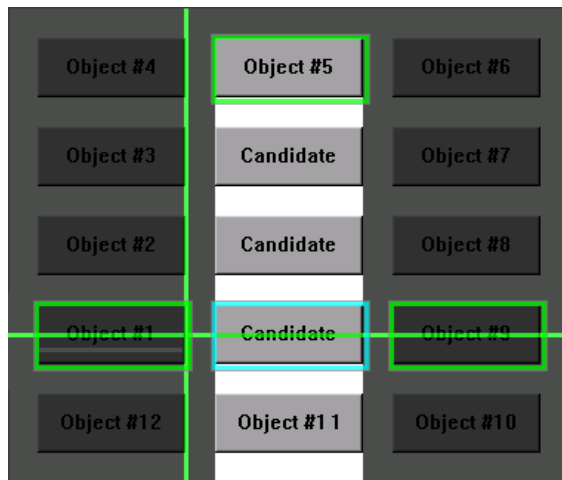 Object #4 Object #5 Object #6
Object #3 Candidate Object #7
Object #2 Candidate Object #8
Object #1 Candidate Object #9
Object #12 Object #11 Object #10